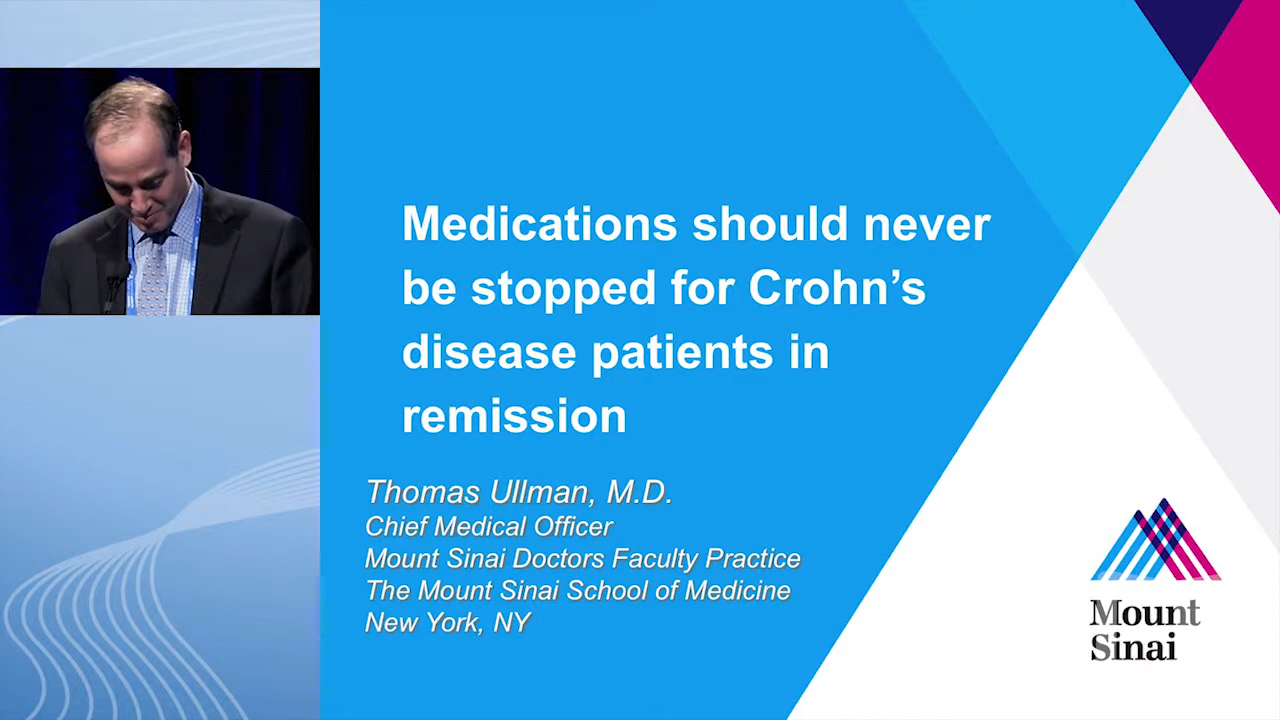 Medications should never
be stopped for Crohn’s
disease patients in
remission
Thomas Ullman, M.D.
Chief Medical Officer
Mount Sinai Doctors Faculty Practice
The Mount Sinai School of Medicine
New York, NY
Mount
Sinai